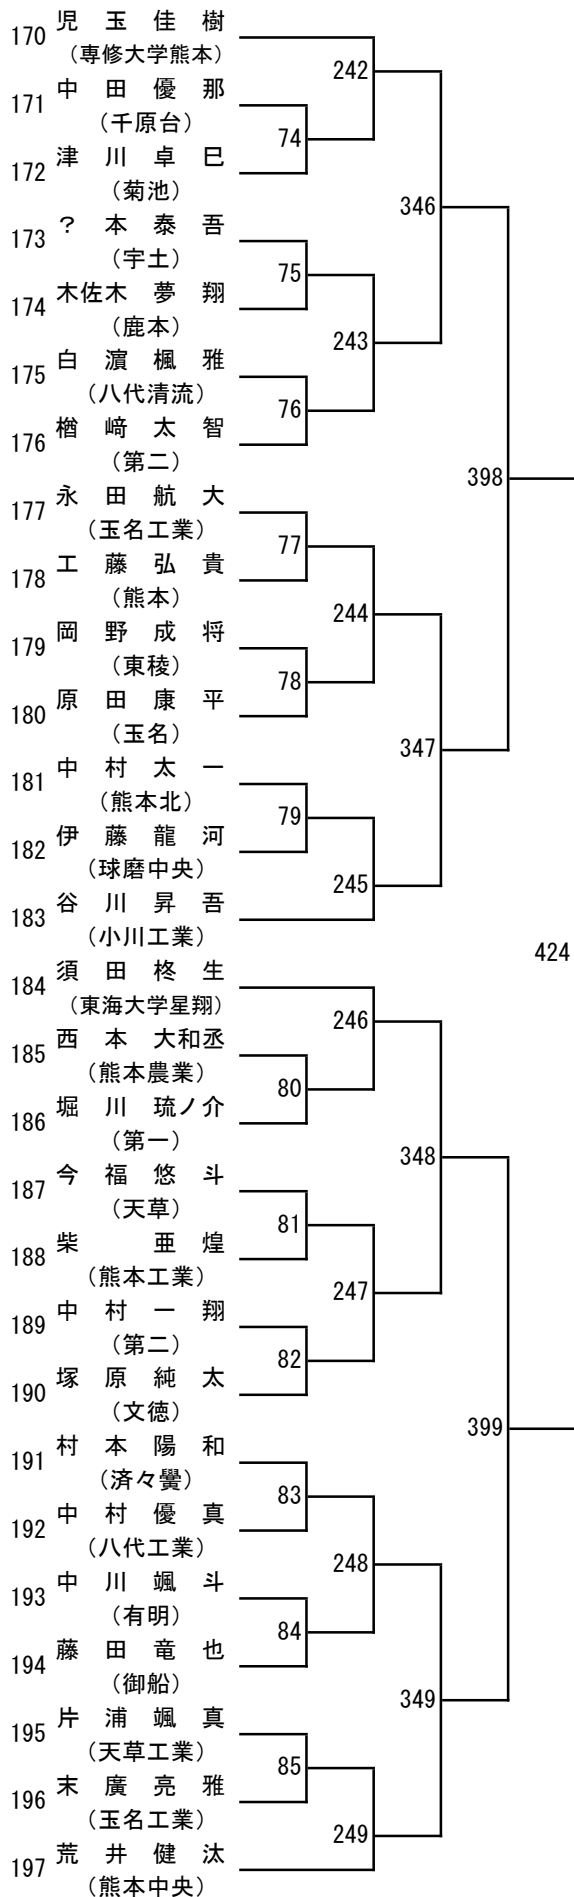 170 児 玉 佳 樹
(専修大学熊本)
171 中 田 優 那
(千原台)
172 津 川 卓 巳
(菊池)
173 ？ 本 泰 吾
(宇土)
174 木佐木 夢 翔
(鹿本)
175 白 濵 楓 雅
(八代清流)
176 楢 﨑 太 智
(第二)
177 永 田 航 大
(玉名工業)
178 工 藤 弘 貴
(熊本)
179 岡 野 成 将
(東稜)
180 原 田 康 平
(玉名)
181 中 村 太 一
(熊本北)
182 伊 藤 龍 河
(球磨中央)
183 谷 川 昇 吾
(小川工業)
184 須 田 柊 生
(東海大学星翔)
185 西 本 大和丞
(熊本農業)
186 堀 川 琉ノ介
(第一)
187 今 福 悠 斗
(天草)
188 柴 亜 煌
(熊本工業)
189 中 村 一 翔
(第二)
190 塚 原 純 太
(文徳)
191 村 本 陽 和
(済々黌)
192 中 村 優 真
(八代工業)
193 中 川 颯 斗
(有明)
194 藤 田 竜 也
(御船)
195 片 浦 颯 真
(天草工業)
196 末 廣 亮 雅
(玉名工業)
197 荒 井 健 汰
(熊本中央)
74
75
76
77
78
79
80
81
82
83
84
85
242
243
244
245
246
247
248
249
346
347
348
349
398
399
424